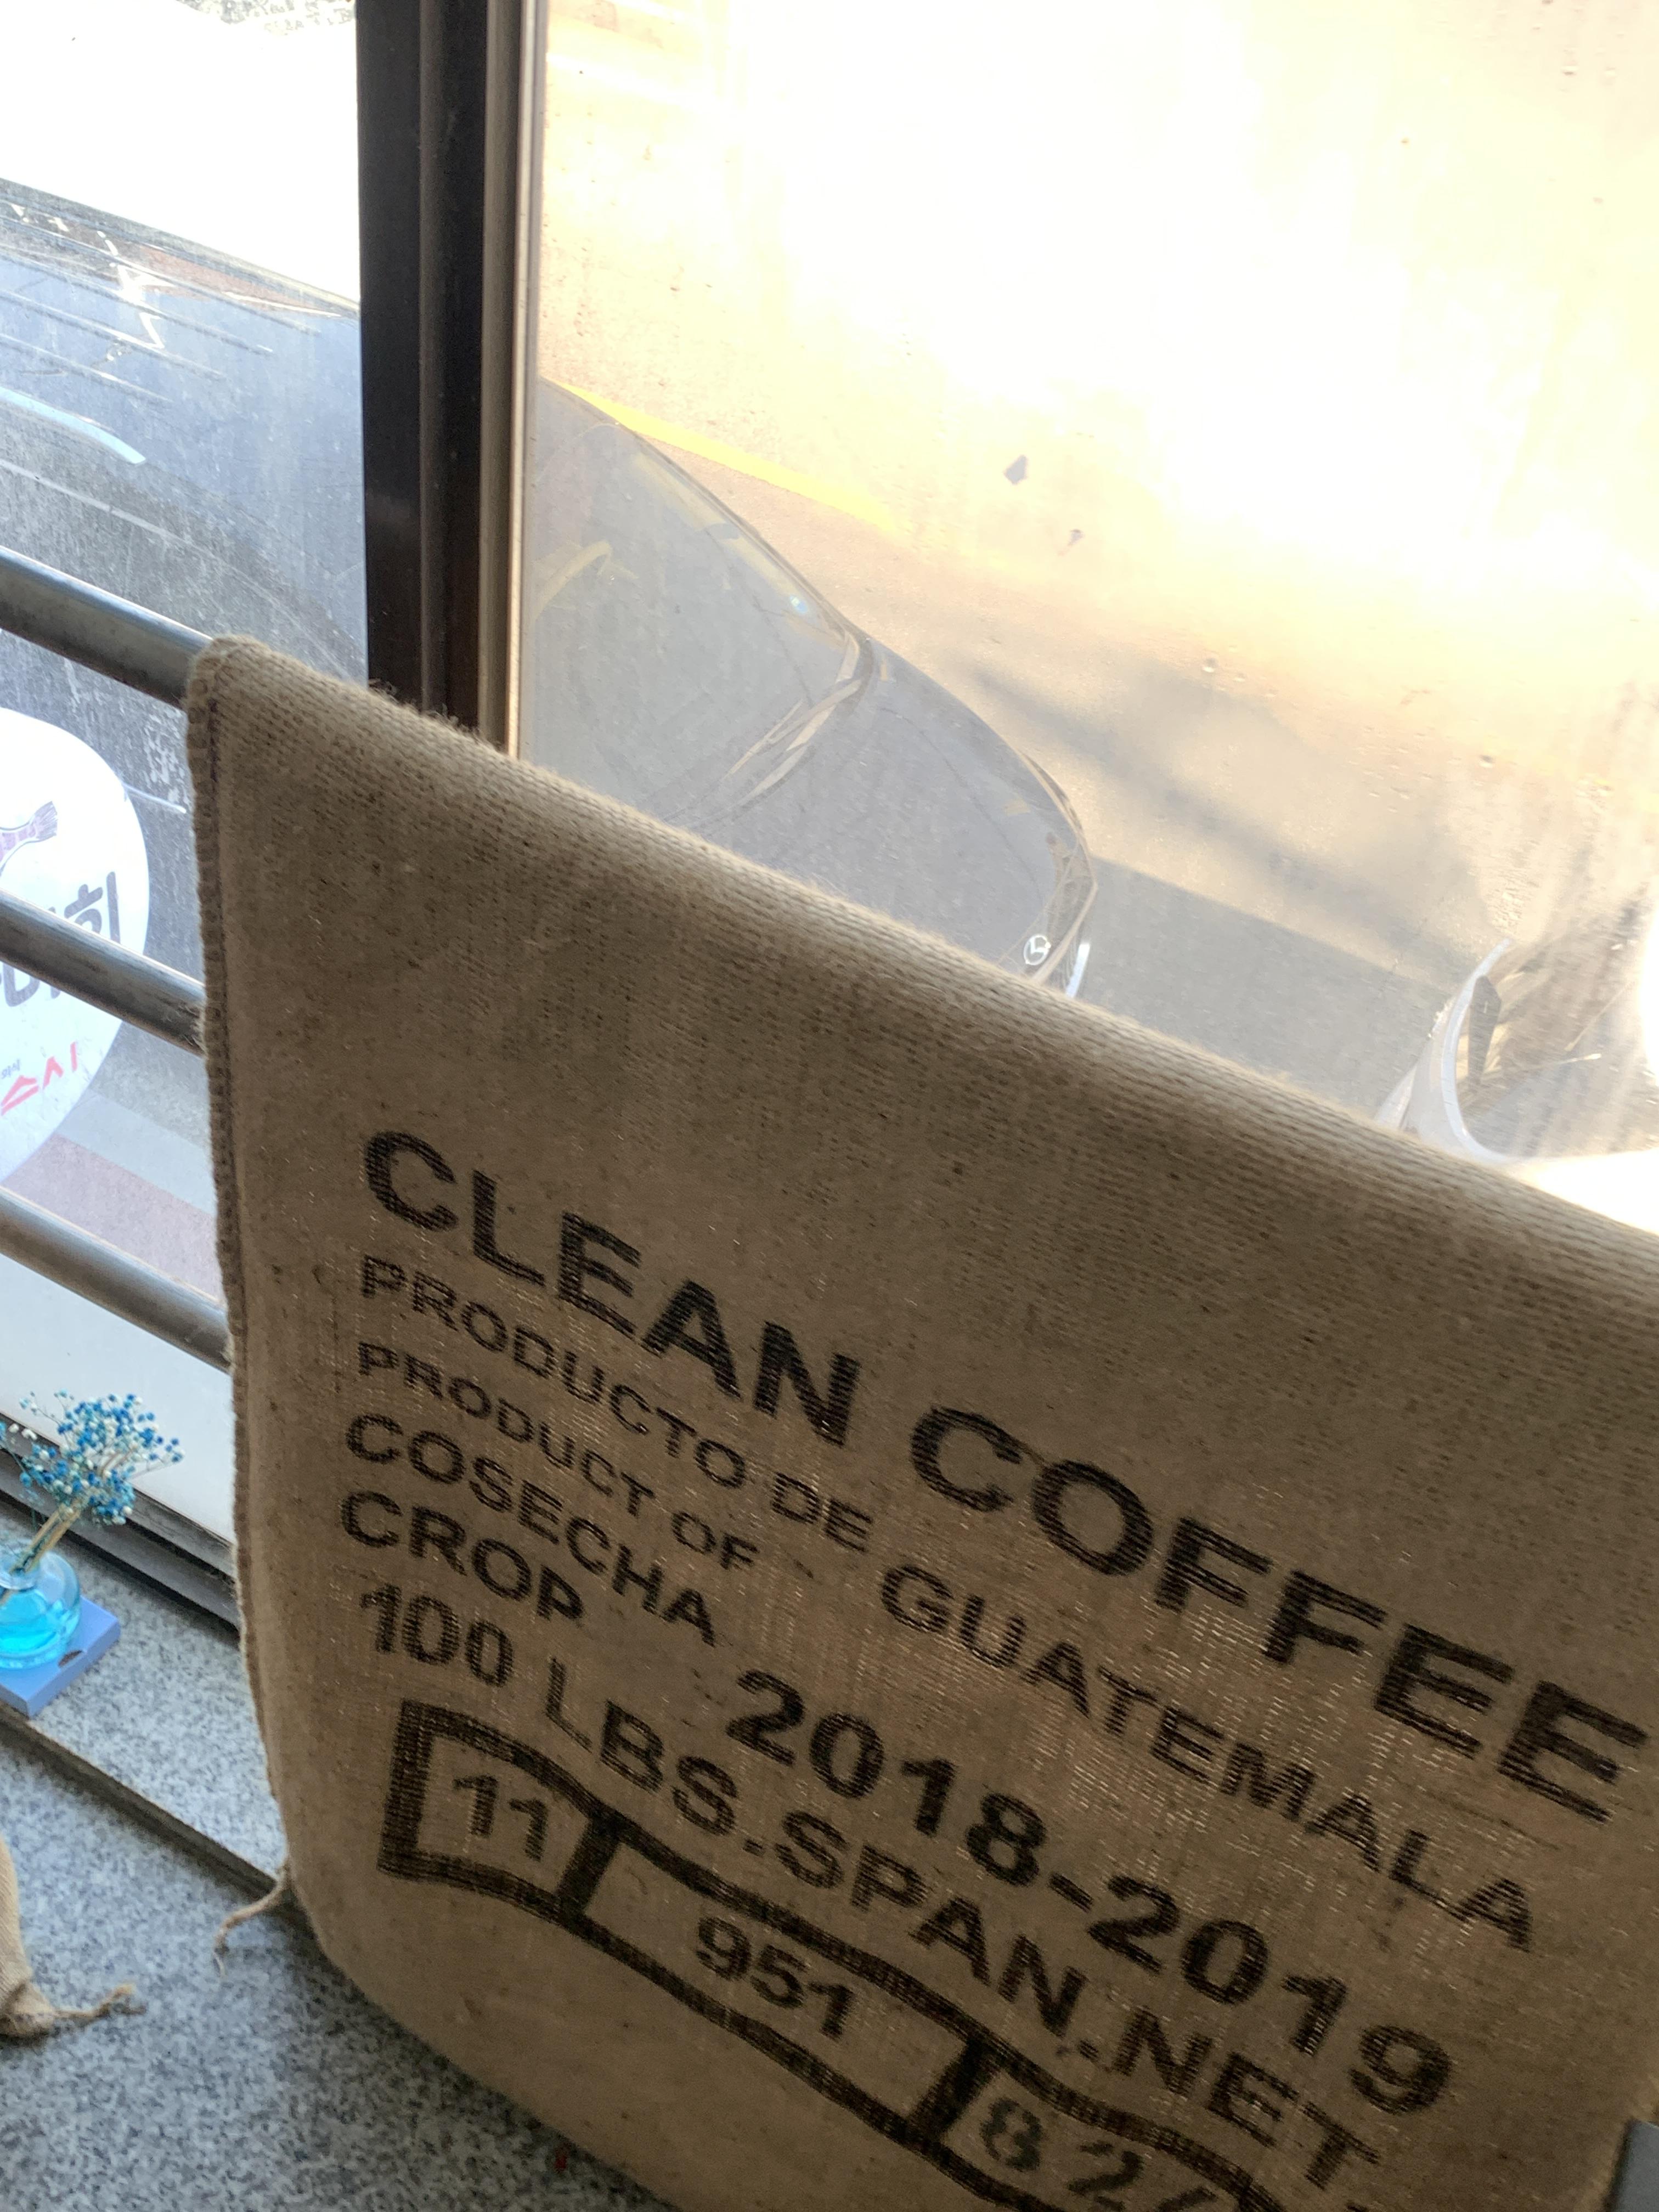 CLEAN COFFEE
PRODUCTO DE
PRODUCT OF GUATEMALA
COSECHA
CROP 2018-2019
100 LBS.SPAN.NET
11 951